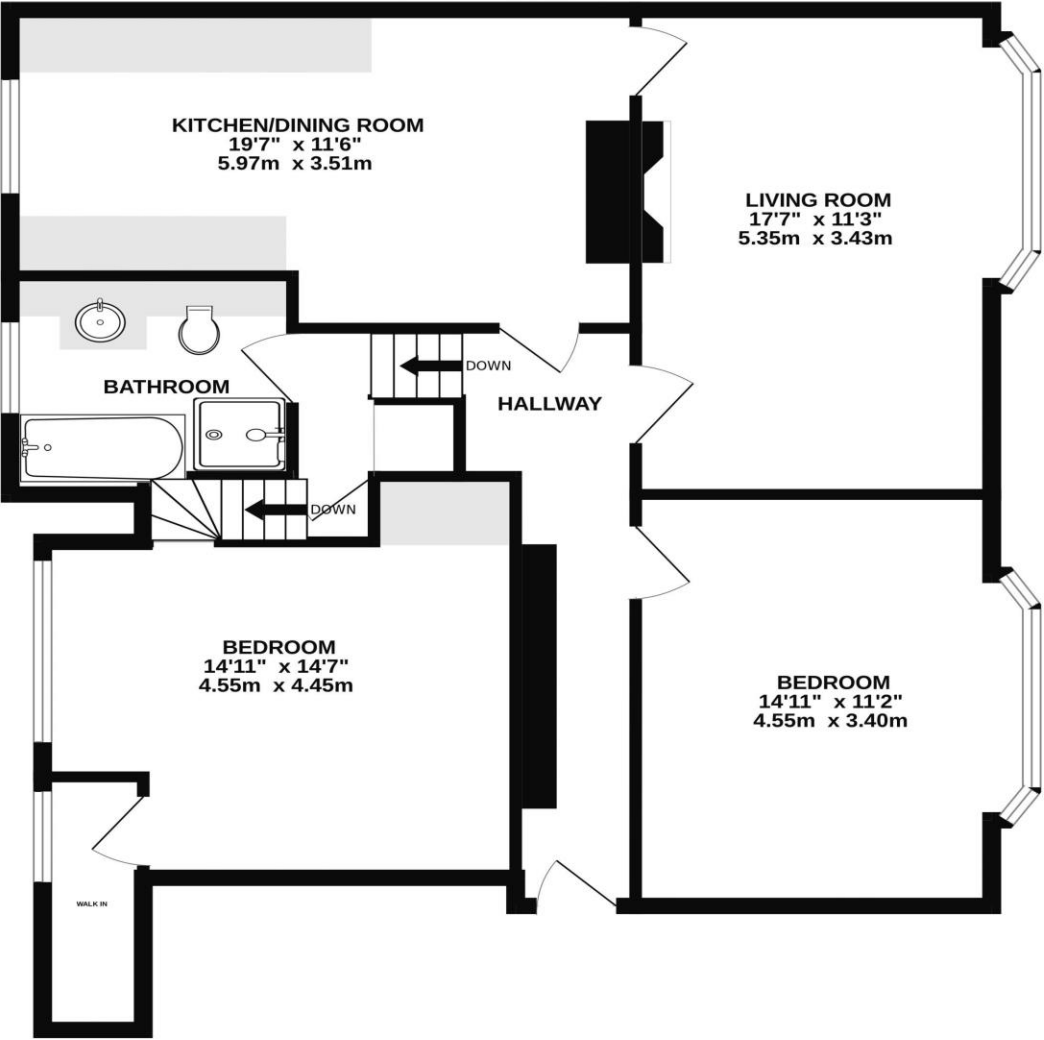 KITCHEN/DINING ROOM
19'7" x 11'6"
5.97m x 3.51m
LIVING ROOM
17'7" x 11'3"
5.35m x 3.43m
DOWN
BATHROOM
HALLWAY
DOWN
BEDROOM
14'11" x 14'7"
4.55m x 4.45m
BEDROOM
14'11" x 11'2"
4.55m x 3.40m
WALK IN